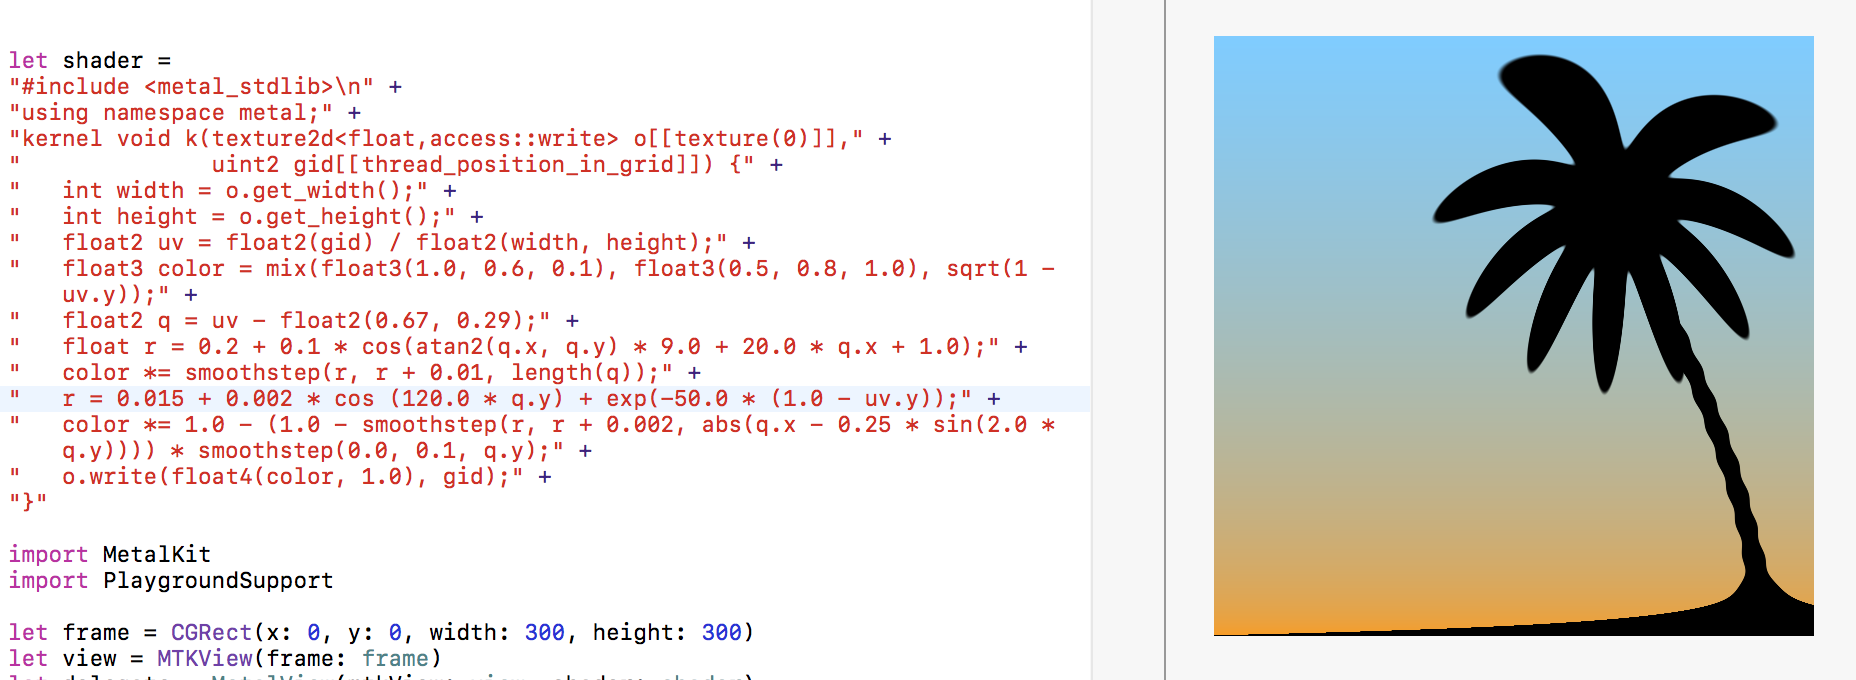 let shader =
"#include <metal_stdlib>\n" +
"using namespace metal;" +
"kernel void k(texture2d<float,access::write> o[[texture(0)]]," +
"              uint2 gid[[thread_position_in_grid]]) {" +
"   int width = o.get_width();" +
"   int height = o.get_height();" +
"   float2 uv = float2(gid) / float2(width, height);" +
"   float3 color = mix(float3(1.0, 0.6, 0.1), float3(0.5, 0.8, 1.0), sqrt(1 -
    uv.y));" +
"   float2 q = uv - float2(0.67, 0.29);" +
"   float r = 0.2 + 0.1 * cos(atan2(q.x, q.y) * 9.0 + 20.0 * q.x + 1.0);" +
"   color *= smoothstep(r, r + 0.01, length(q));" +
"   r = 0.015 + 0.002 * cos (120.0 * q.y) + exp(-50.0 * (1.0 - uv.y));" +
"   color *= 1.0 - (1.0 - smoothstep(r, r + 0.002, abs(q.x - 0.25 * sin(2.0 *
    q.y)))) * smoothstep(0.0, 0.1, q.y);" +
"   o.write(float4(color, 1.0), gid);" +
"}"
import MetalKit
import PlaygroundSupport
let frame = CGRect(x: 0, y: 0, width: 300, height: 300)
let view = MTKView(frame: frame)